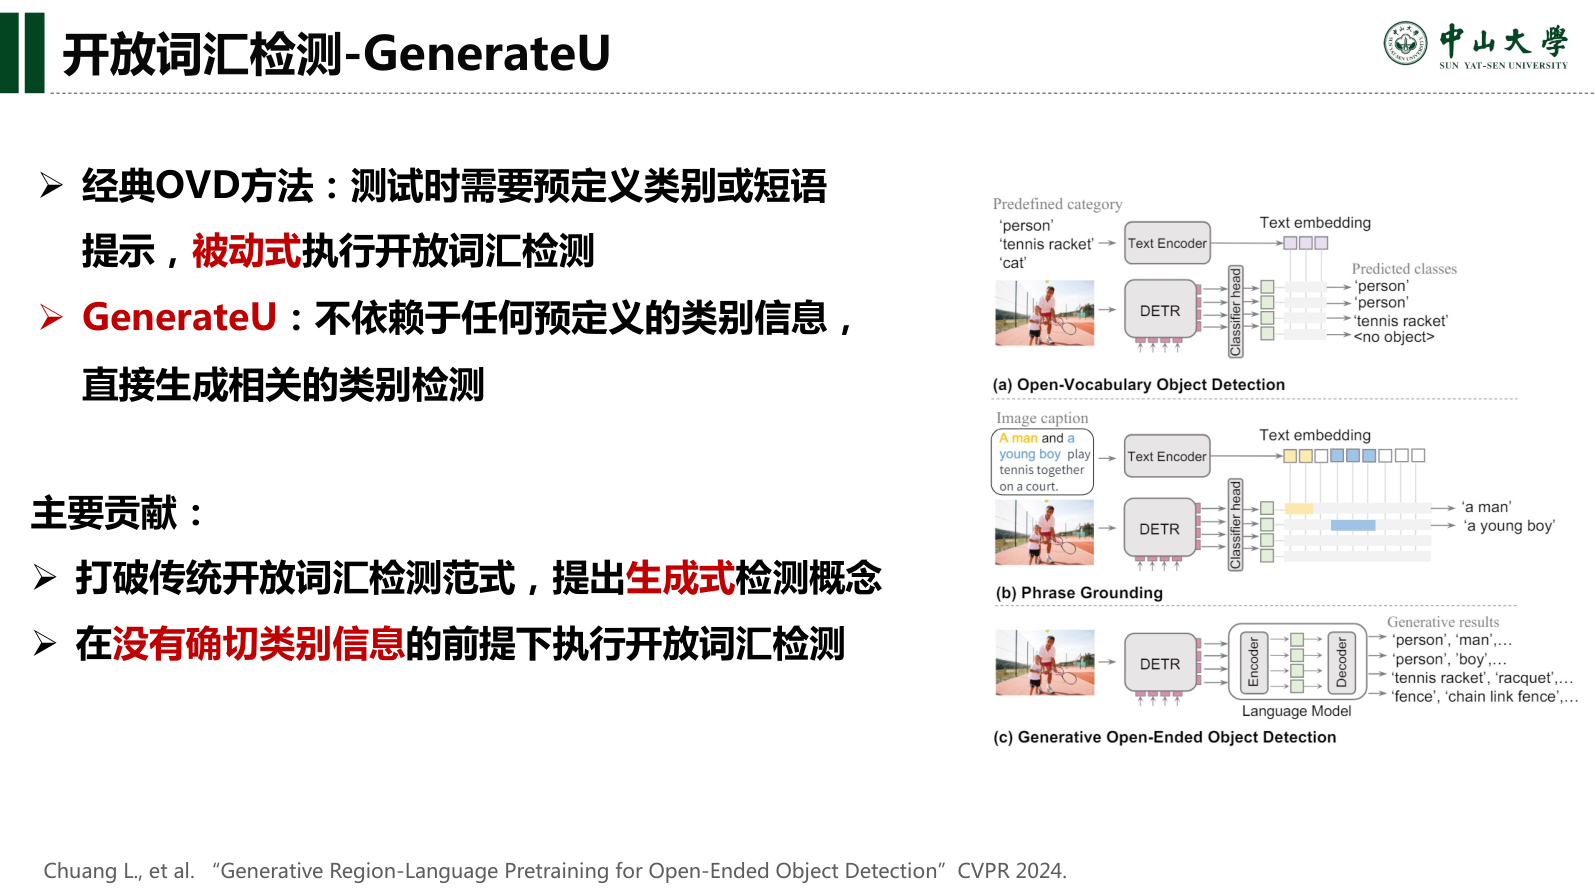 开放词汇检测-GenerateU
中山大學
SUN YAT-SEN UNIVERSITY
经典OVD方法：测试时需要预定义类别或短语
提示，被动式执行开放词汇检测
GenerateU：不依赖于任何预定义的类别信息，
直接生成相关的类别检测
主要贡献：
打破传统开放词汇检测范式，提出生成式检测概念
在没有确切类别信息的前提下执行开放词汇检测
Predefined category
‘person’
‘tennis racket’
‘cat’
Text Encoder
Text embedding
DETR
Classifier head
Predicted classes
‘person’
‘person’
‘tennis racket’
<no object>
(a) Open-Vocabulary Object Detection
Image caption
A man and a
young boy play
tennis together
on a court.
Text Encoder
Text embedding
DETR
Classifier head
‘a man’
‘a young boy’
(b) Phrase Grounding
DETR
Encoder
Decoder
Language Model
Generative results
‘person’, ‘man’,...
‘person’, ’boy’,...
‘tennis racket’, ‘racquet’,...
‘fence’, ‘chain link fence’,...
(c) Generative Open-Ended Object Detection
Chuang L., et al. “Generative Region-Language Pretraining for Open-Ended Object Detection” CVPR 2024.